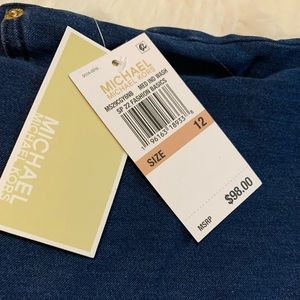 MICHAEL
MICHAEL KORS
MICHAEL
MICHAEL KORS
MED IND WASH
SP 22 FASHION BASICS
SIZE
12
MSRP
$98.00